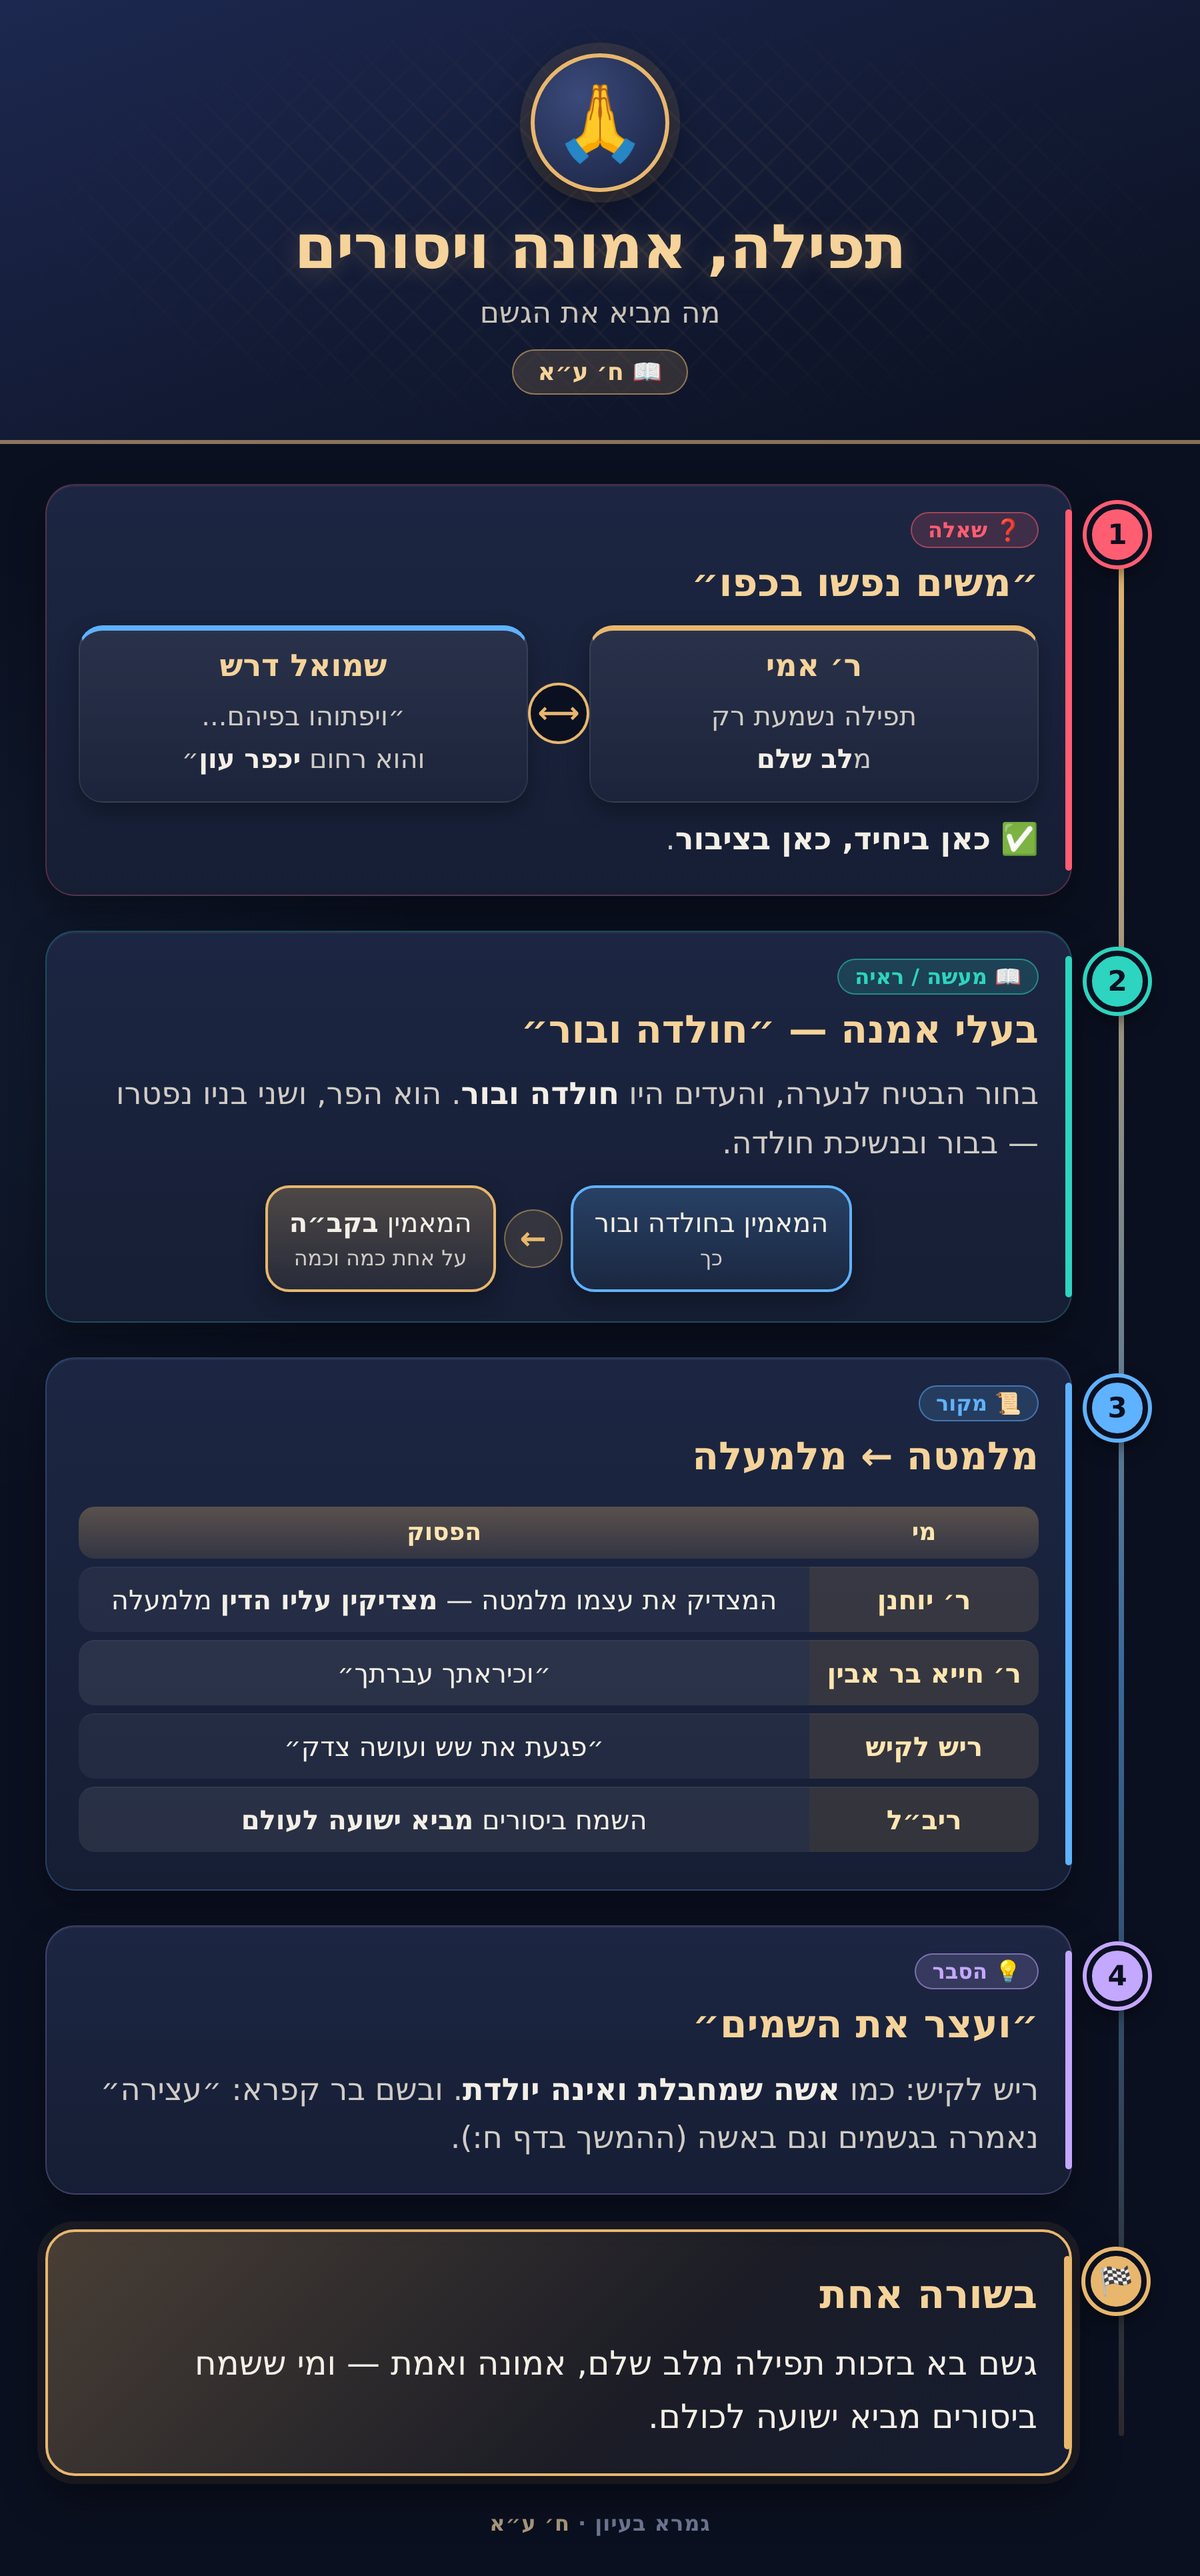 תפילה, אמונה ויסורים
מה מביא את הגשם
📖 ח׳ ע״א
1
❓ שאלה
״משים נפשו בכפו״
ר׳ אמי
תפילה נשמעת רק
מלב שלם
⟷
שמואל דרש
״ויפתוהו בפיהם...
והוא רחום יכפר עון״
✅ כאן ביחיד, כאן בציבור.
2
📖 מעשה / ראיה
בעלי אמנה — ״חולדה ובור״
בחור הבטיח לנערה, והעדים היו חולדה ובור. הוא הפר, ושני בניו נפטרו
— בבור ובנשיכת חולדה.
המאמין בחולדה ובור
כך
←
המאמין בקב״ה
על אחת כמה וכמה
3
📜 מקור
מלמטה ← מלמעלה
מי הפסוק
ר׳ יוחנן המצדיק את עצמו מלמטה — מצדיקין עליו הדין מלמעלה
ר׳ חייא בר אבין ״וכיראתך עברתך״
ריש לקיש ״פגעת את שש ועושה צדק״
ריב״ל השמח ביסורים מביא ישועה לעולם
4
💡 הסבר
״ועצר את השמים״
ריש לקיש: כמו אשה שמחבלת ואינה יולדת. ובשם בר קפרא: ״עצירה״
נאמרה בגשמים וגם באשה (ההמשך בדף ח:).
בשורה אחת
גשם בא בזכות תפילה מלב שלם, אמונה ואמת — ומי ששמח
ביסורים מביא ישועה לכולם.
גמרא בעיון · ח׳ ע״א